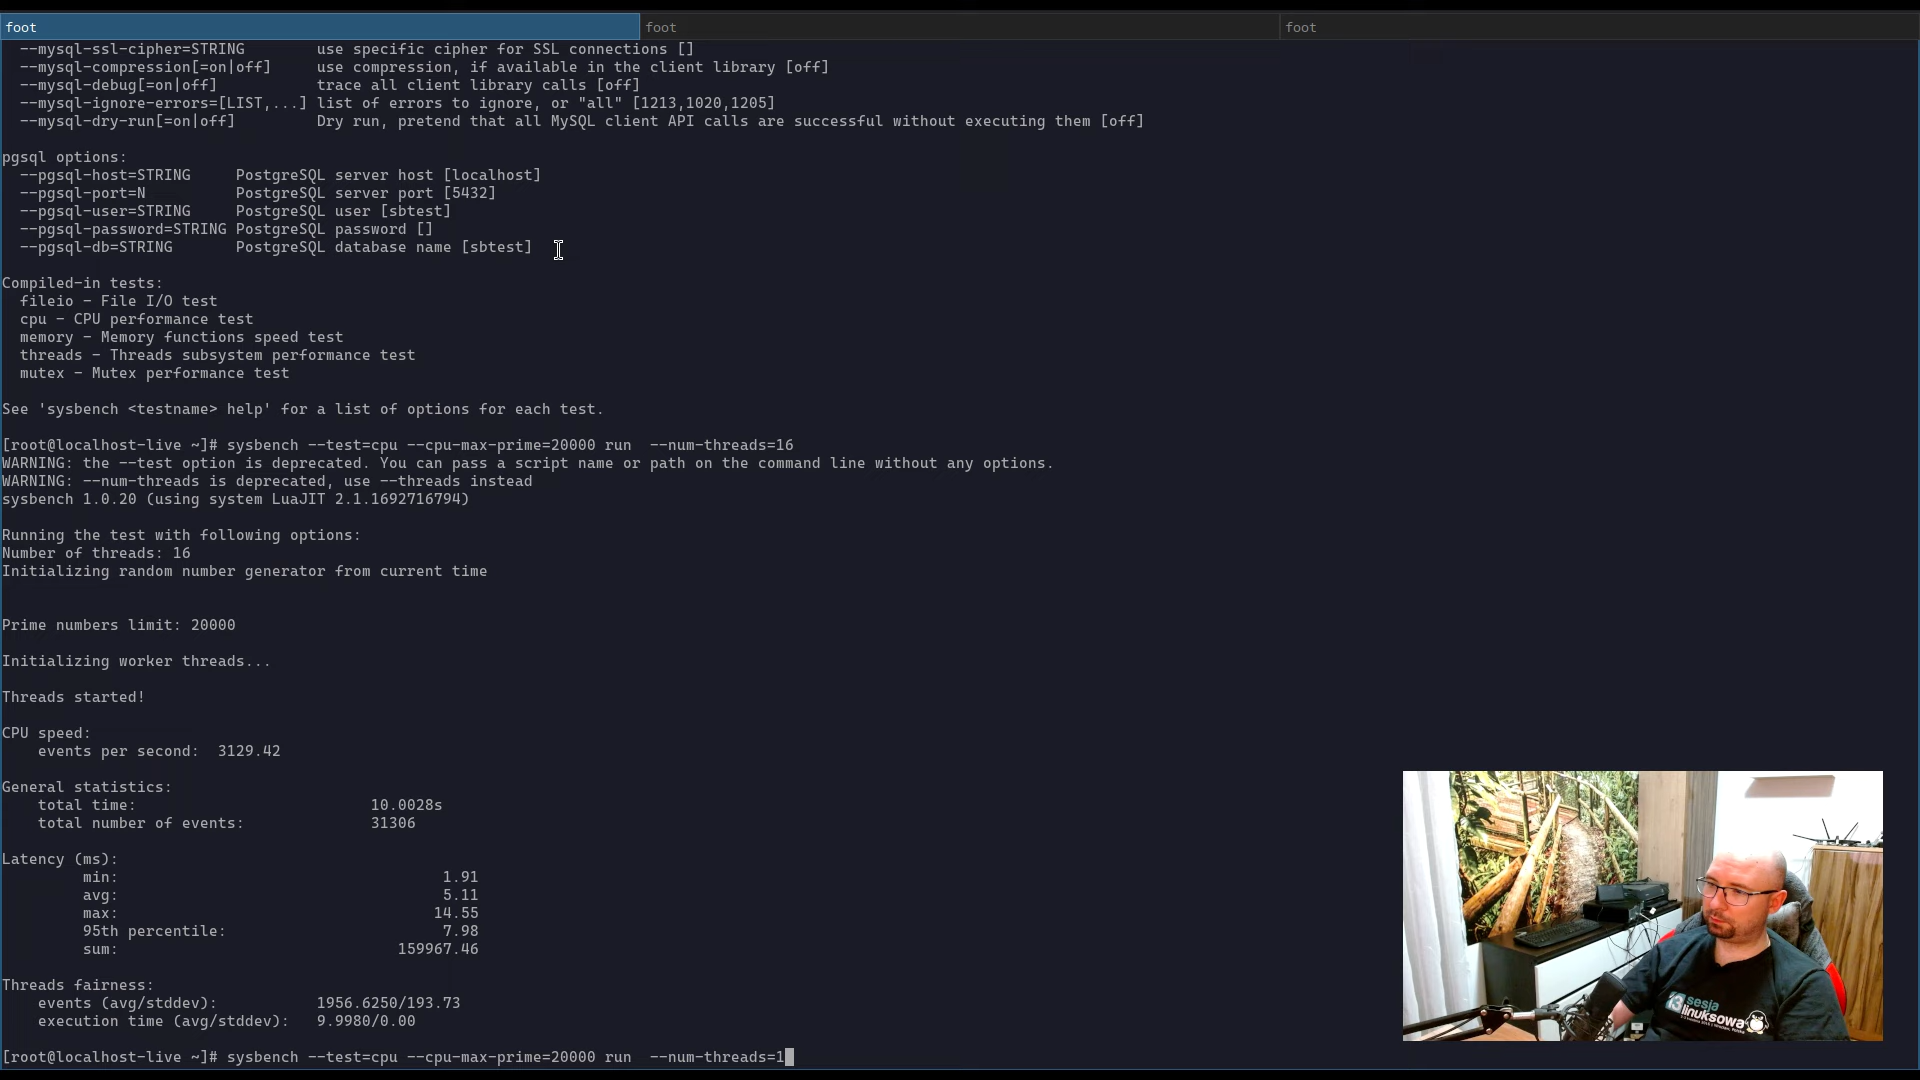 foot
foot
foot
--mysql-ssl-cipher=STRING        use specific cipher for SSL connections []
--mysql-compression[=on|off]     use compression, if available in the client library [off]
--mysql-debug[=on|off]           trace all client library calls [off]
--mysql-ignore-errors=[LIST,...] list of errors to ignore, or "all" [1213,1020,1205]
--mysql-dry-run[=on|off]         Dry run, pretend that all MySQL client API calls are successful without executing them [off]
pgsql options:
--pgsql-host=STRING     PostgreSQL server host [localhost]
--pgsql-port=N          PostgreSQL server port [5432]
--pgsql-user=STRING     PostgreSQL user [sbtest]
--pgsql-password=STRING PostgreSQL password []
--pgsql-db=STRING       PostgreSQL database name [sbtest]
Compiled-in tests:
fileio - File I/O test
cpu - CPU performance test
memory - Memory functions speed test
threads - Threads subsystem performance test
mutex - Mutex performance test
See 'sysbench <testname> help' for a list of options for each test.
[root@localhost-live ~]# sysbench --test=cpu --cpu-max-prime=20000 run  --num-threads=16
WARNING: the --test option is deprecated. You can pass a script name or path on the command line without any options.
WARNING: --num-threads is deprecated, use --threads instead
sysbench 1.0.20 (using system LuaJIT 2.1.1692716794)
Running the test with following options:
Number of threads: 16
Initializing random number generator from current time
Prime numbers limit: 20000
Initializing worker threads...
Threads started!
CPU speed:
events per second:  3129.42
General statistics:
total time:                          10.0028s
total number of events:              31306
Latency (ms):
min:                                    1.91
avg:                                    5.11
max:                                   14.55
95th percentile:                        7.98
sum:                               159967.46
Threads fairness:
events (avg/stddev):           1956.6250/193.73
execution time (avg/stddev):   9.9980/0.00
[root@localhost-live ~]# sysbench --test=cpu --cpu-max-prime=20000 run  --num-threads=1
13 sesja
linuksowa